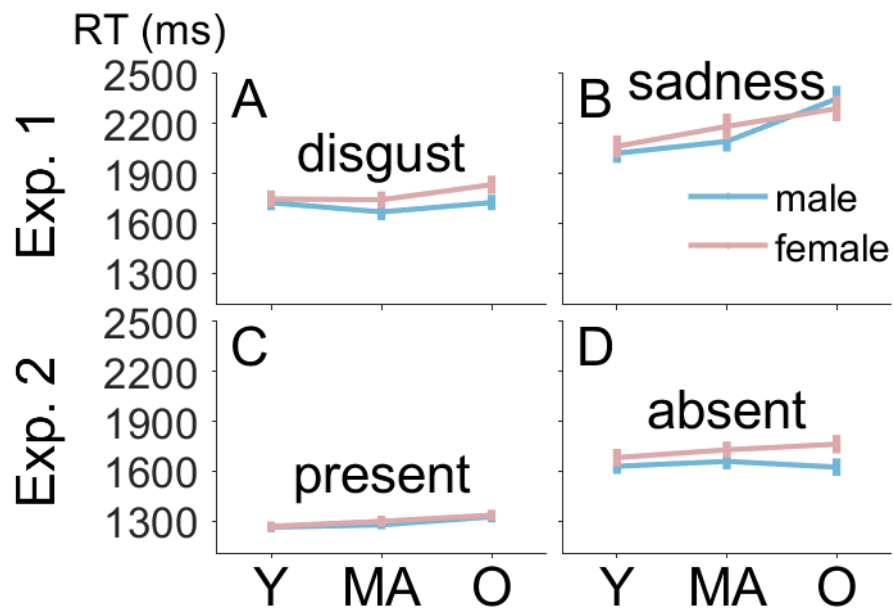 RT (ms)
Exp. 1
2500
2200
1900
1600
1300
A
disgust
B
sadness
male
female
Exp. 2
2500
2200
1900
1600
1300
C
present
D
absent
Y MA O
Y MA O